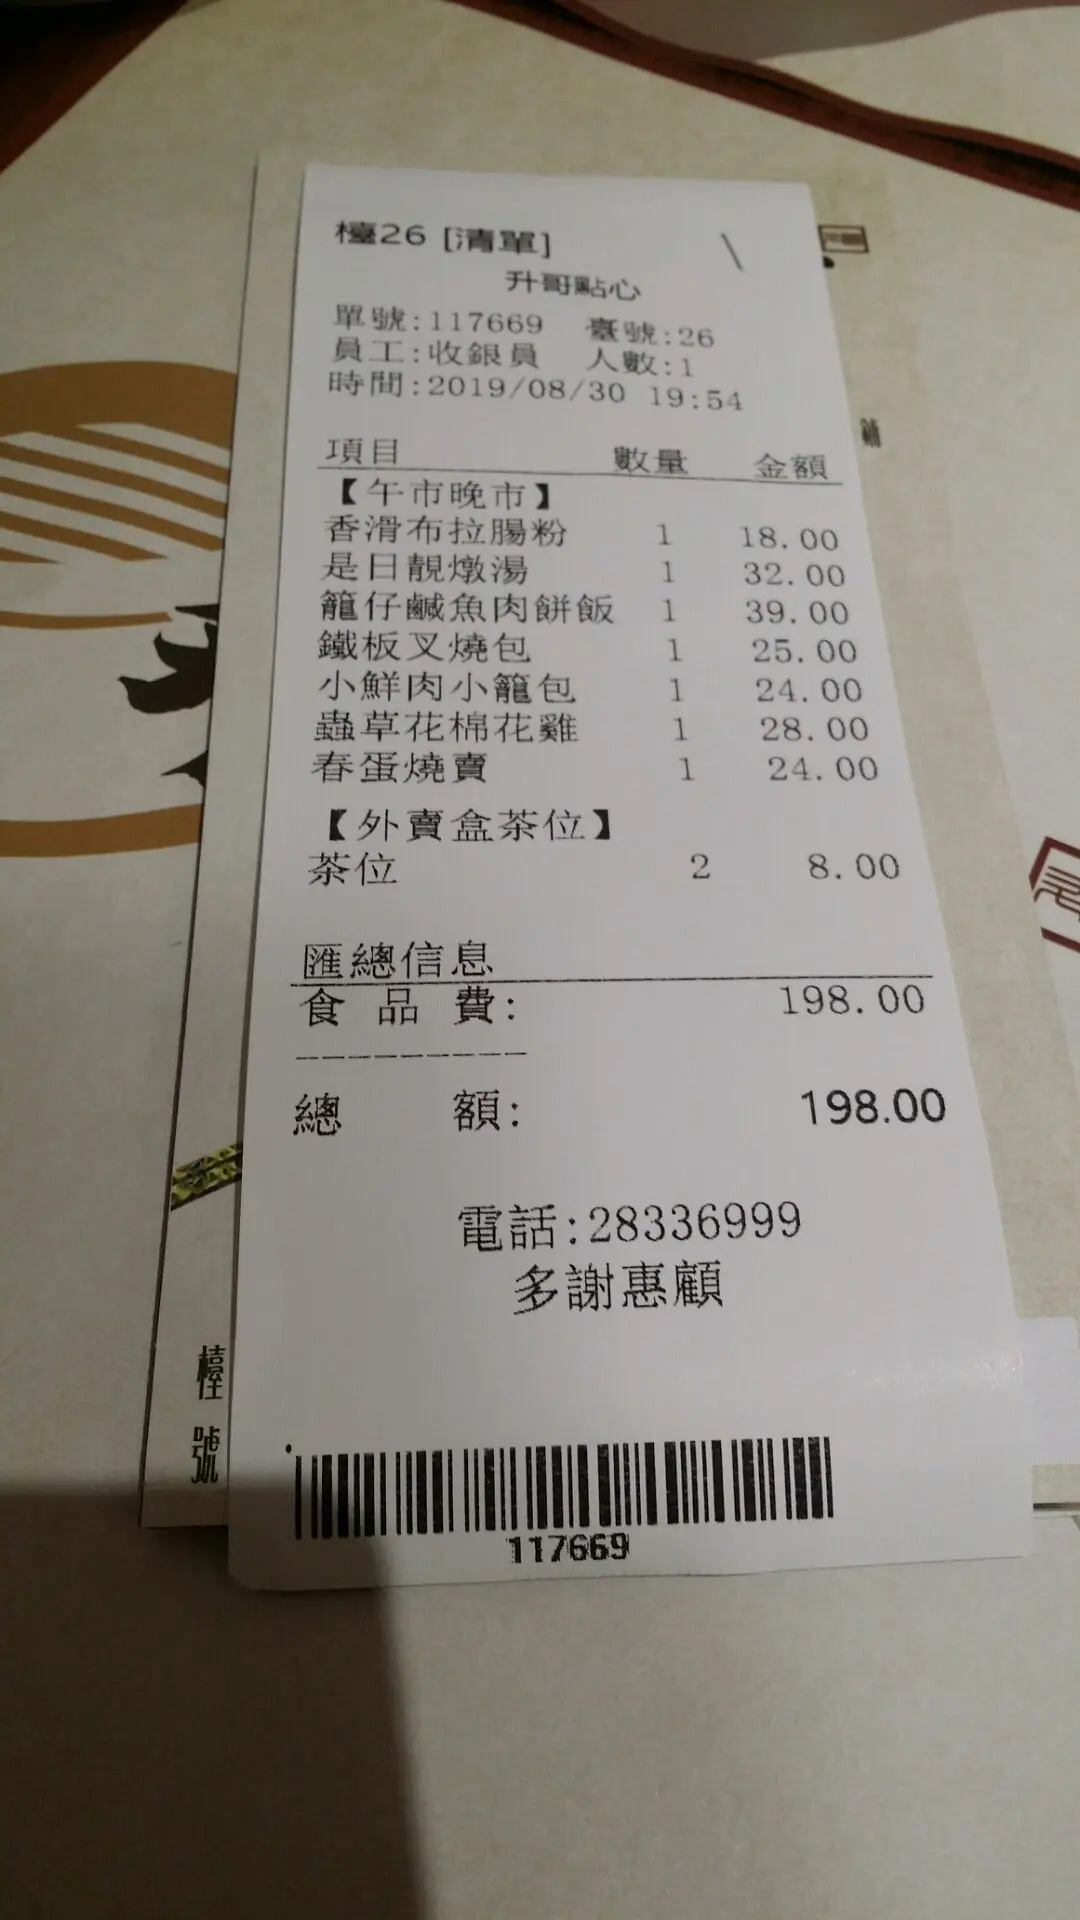 檯26 [清單]
升哥點心
單號:117669 臺號:26
員工:收銀員 人數:1
時間:2019/08/30 19:54
項目 數量 金額
【午市晚市】
香滑布拉腸粉 1 18.00
是日靚燉湯 1 32.00
籠仔鹹魚肉餅飯 1 39.00
鐵板叉燒包 1 25.00
小鮮肉小籠包 1 24.00
蟲草花棉花雞 1 28.00
春蛋燒賣 1 24.00
【外賣盒茶位】
茶位 2 8.00
匯總信息
食品費: 198.00
---------
總額: 198.00
電話:28336999
多謝惠顧
117669
檯號